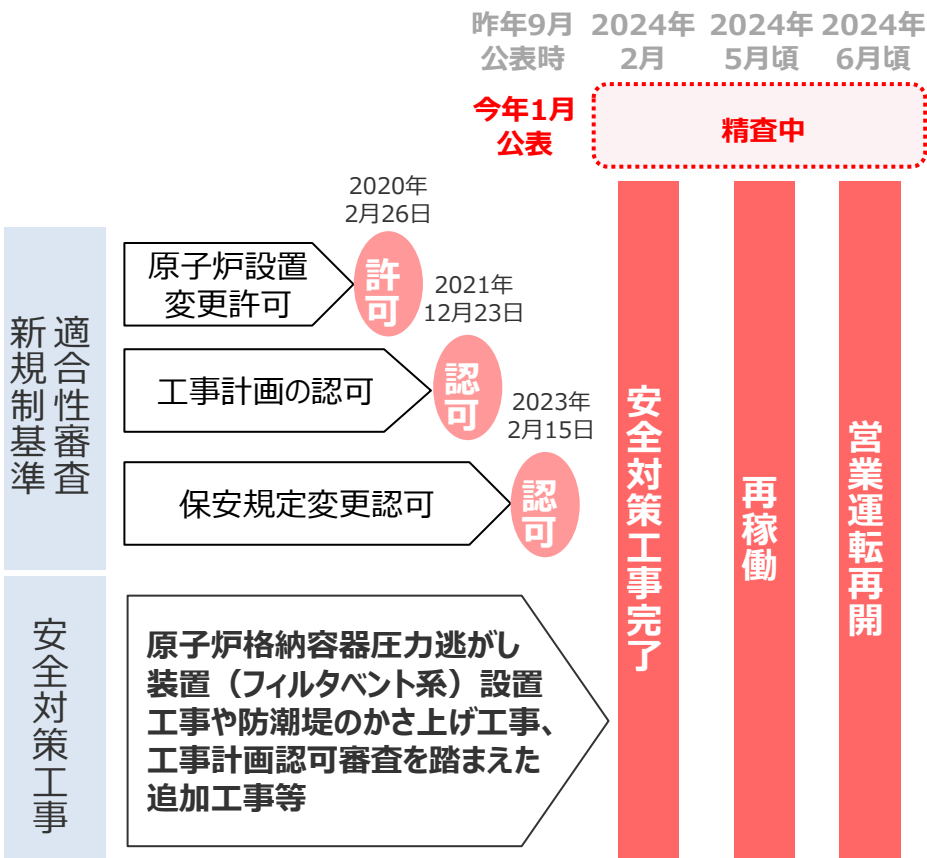 昨年9月
公表時
2024年
2月
2024年
5月頃
2024年
6月頃
今年1月
公表
精査中
新規制基準
適合性審査
2020年
2月26日
原子炉設置
変更許可
許可
2021年
12月23日
工事計画の認可
認可
2023年
2月15日
保安規定変更認可
認可
安全対策工事
原子炉格納容器圧力逃がし
装置（フィルタベント系）設置
工事や防潮堤のかさ上げ工事、
工事計画認可審査を踏まえた
追加工事等
安全対策工事完了
再稼働
営業運転再開